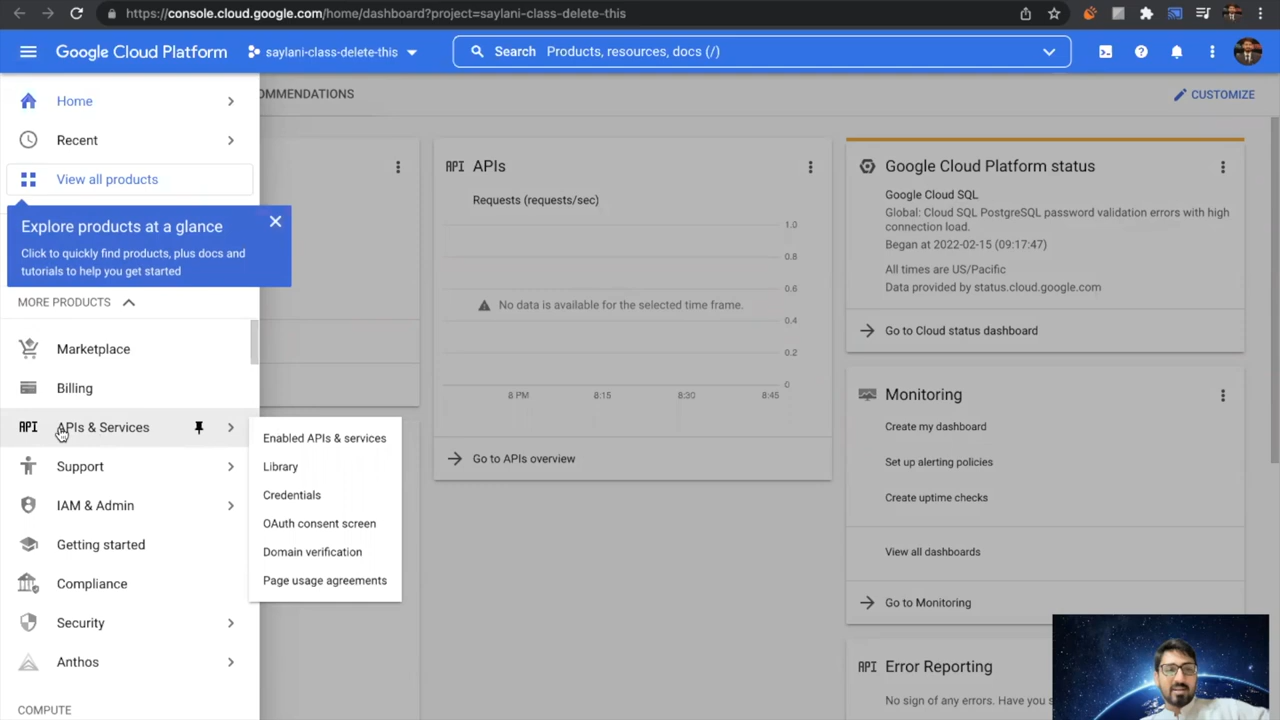 https://console.cloud.google.com/home/dashboard?project=saylani-class-delete-this
Google Cloud Platform
saylani-class-delete-this
Search Products, resources, docs (/)
Home
Recent
View all products
Explore products at a glance
Click to quickly find products, plus docs and
tutorials to help you get started
MORE PRODUCTS
Marketplace
Billing
API
APIs & Services
Support
IAM & Admin
Getting started
Compliance
Security
Anthos
COMPUTE
Enabled APIs & services
Library
Credentials
OAuth consent screen
Domain verification
Page usage agreements
OMMENDATIONS
CUSTOMIZE
API APIs
Requests (requests/sec)
1.0
0.8
0.6
No data is available for the selected time frame.
0.4
0.2
0
8 PM 8:15 8:30 8:45
Go to APIs overview
Google Cloud Platform status
Google Cloud SQL
Global: Cloud SQL PostgreSQL password validation errors with high
connection load.
Began at 2022-02-15 (09:17:47)
All times are US/Pacific
Data provided by status.cloud.google.com
Go to Cloud status dashboard
Monitoring
Create my dashboard
Set up alerting policies
Create uptime checks
View all dashboards
Go to Monitoring
API Error Reporting
No sign of any errors. Have you